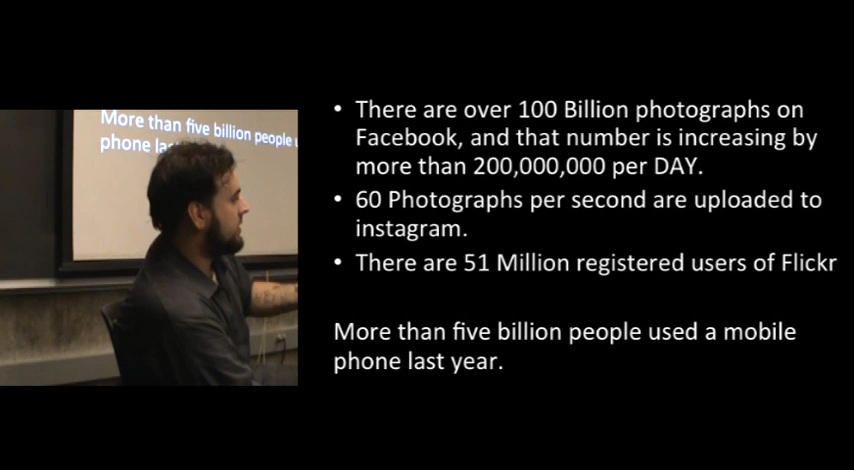 More than five billion people
phone
• There are over 100 Billion photographs on
Facebook, and that number is increasing by
more than 200,000,000 per DAY.
• 60 Photographs per second are uploaded to
instagram.
• There are 51 Million registered users of Flickr
More than five billion people used a mobile
phone last year.